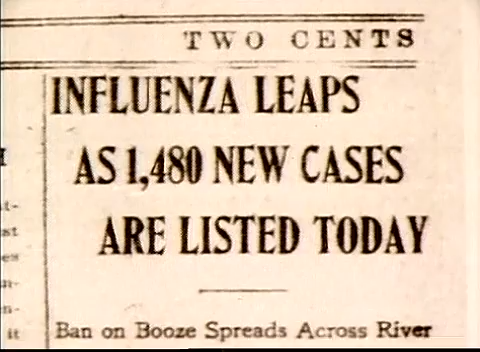 TWO CENTS
INFLUENZA LEAPS
AS 1,480 NEW CASES
ARE LISTED TODAY
Ban on Booze Spreads Across River